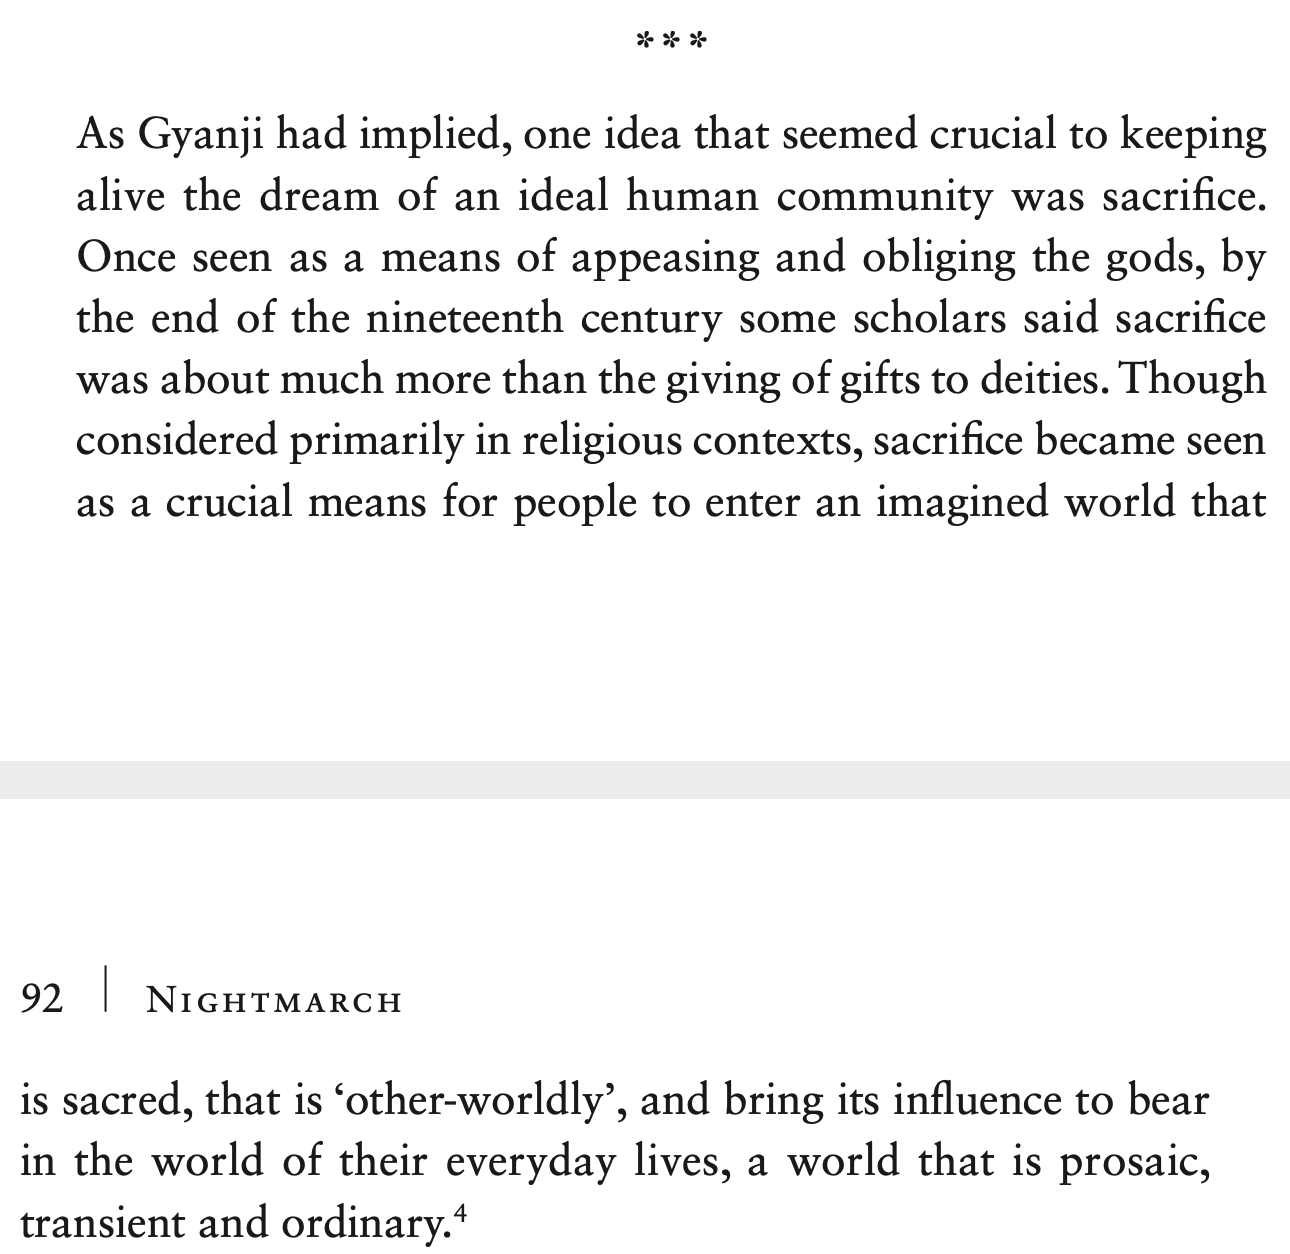 ***
As Gyanji had implied, one idea that seemed crucial to keeping
alive the dream of an ideal human community was sacrifice.
Once seen as a means of appeasing and obliging the gods, by
the end of the nineteenth century some scholars said sacrifice
was about much more than the giving of gifts to deities. Though
considered primarily in religious contexts, sacrifice became seen
as a crucial means for people to enter an imagined world that
92 | Nightmarch
is sacred, that is ‘other-worldly’, and bring its influence to bear
in the world of their everyday lives, a world that is prosaic,
transient and ordinary.⁴